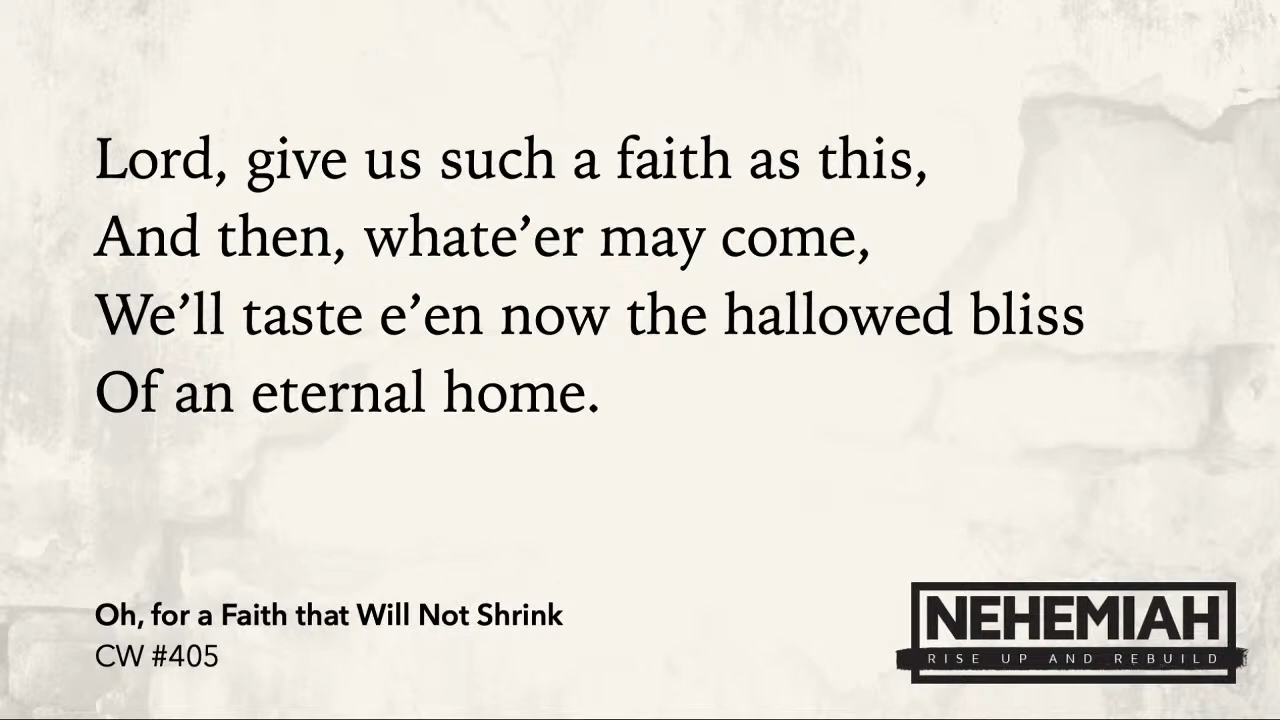 Lord, give us such a faith as this,
And then, whate’er may come,
We’ll taste e’en now the hallowed bliss
Of an eternal home.
Oh, for a Faith that Will Not Shrink
CW #405
NEHEMIAH
RISE UP AND REBUILD